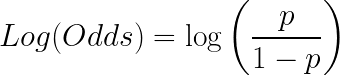 Log(Odds) = log(p / (1 − p))